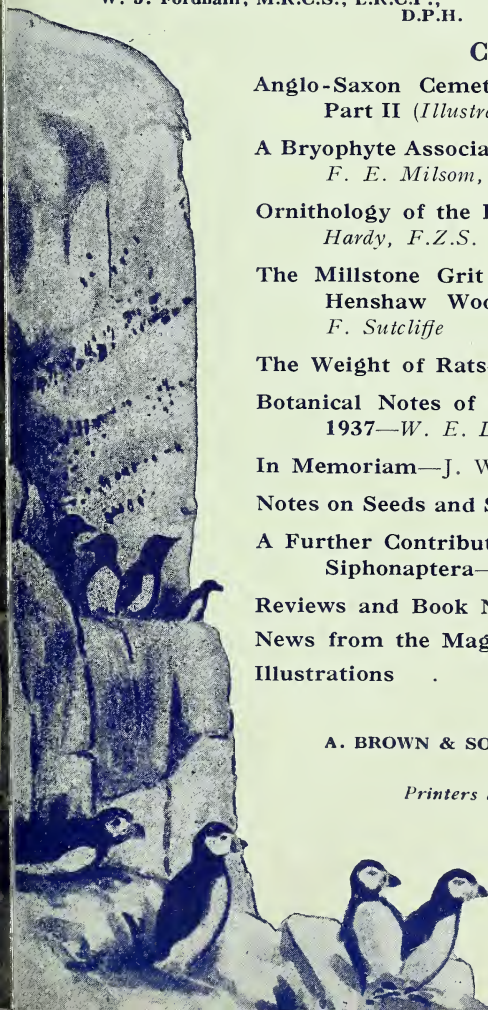 W. J. Fordham, M.R.C.S., L.R.C.P.,
D.P.H.
C
Anglo-Saxon Cemet
Part II (Illustra
A Bryophyte Associa
F. E. Milsom,
Ornithology of the
Hardy, F.Z.S.
The Millstone Grit
Henshaw Woo
F. Sutcliffe
The Weight of Rats
Botanical Notes of
1937—W. E. L
In Memoriam—J. W
Notes on Seeds and S
A Further Contribut
Siphonaptera—
Reviews and Book N
News from the Mag
Illustrations .
A. BROWN & SO
Printers